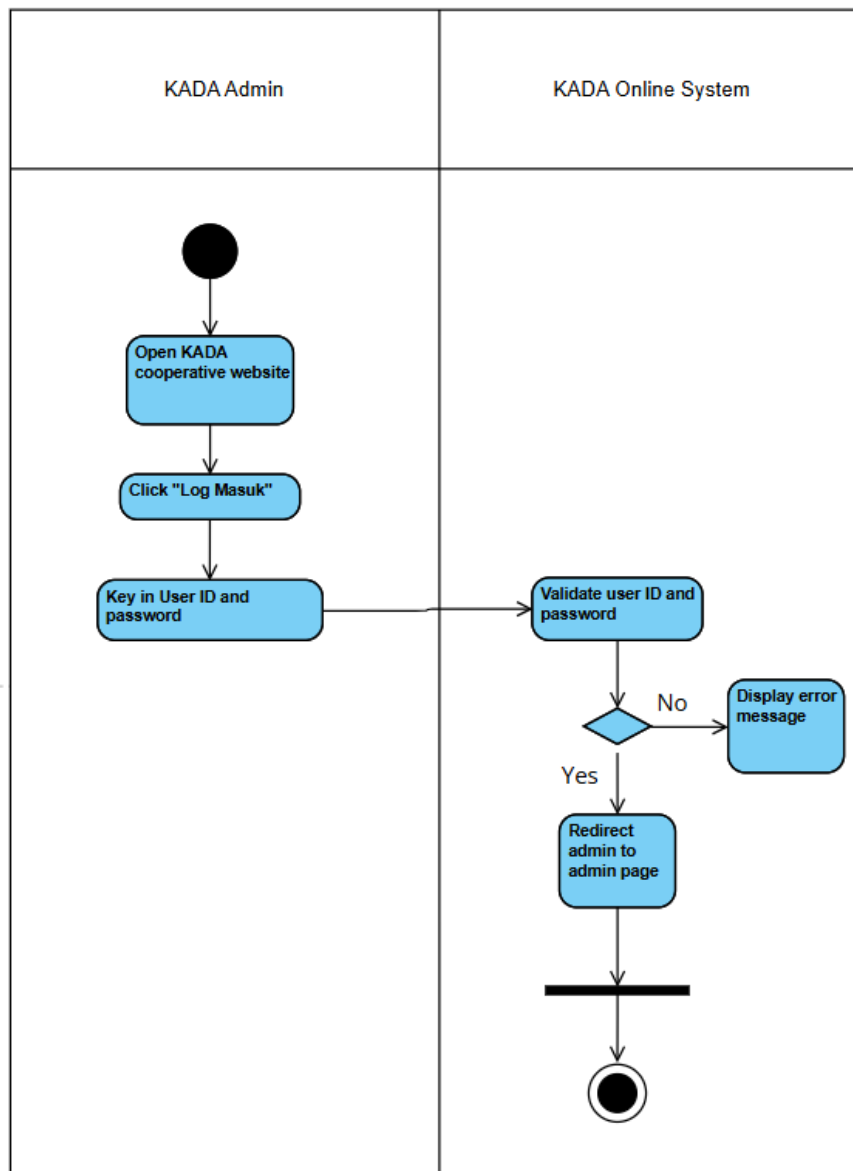 KADA Admin
KADA Online System
Open KADA
cooperative website
Click "Log Masuk"
Key in User ID and
password
Validate user ID and
password
No
Display error
message
Yes
Redirect
admin to
admin page